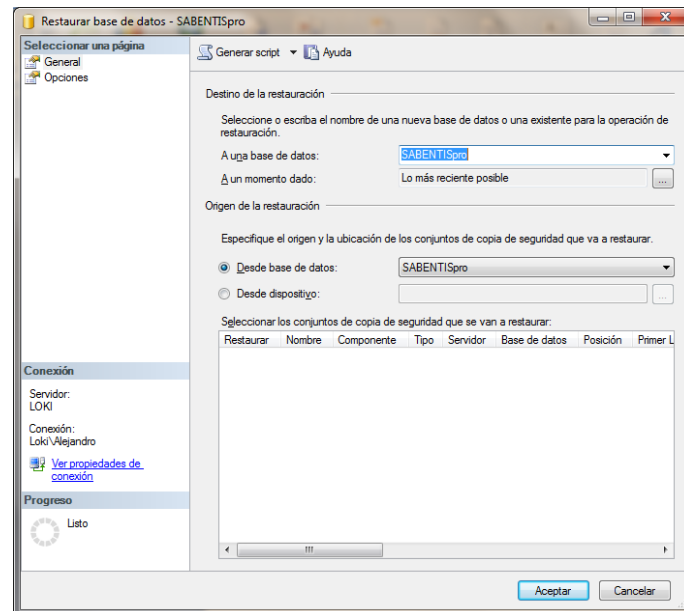 Restaurar base de datos - SABENTISpro
Seleccionar una página
General
Opciones
Generar script
Ayuda
Destino de la restauración
Seleccione o escriba el nombre de una nueva base de datos o una existente para la operación de
restauración.
A una base de datos:
SABENTISpro
A un momento dado:
Lo más reciente posible
...
Origen de la restauración
Especifique el origen y la ubicación de los conjuntos de copia de seguridad que va a restaurar.
Desde base de datos:
SABENTISpro
Desde dispositivo:
...
Seleccionar los conjuntos de copia de seguridad que se van a restaurar:
Restaurar Nombre Componente Tipo Servidor Base de datos Posición Primer L
Conexión
Servidor:
LOKI
Conexión:
Loki\Alejandro
Ver propiedades de
conexión
Progreso
Listo
Aceptar
Cancelar